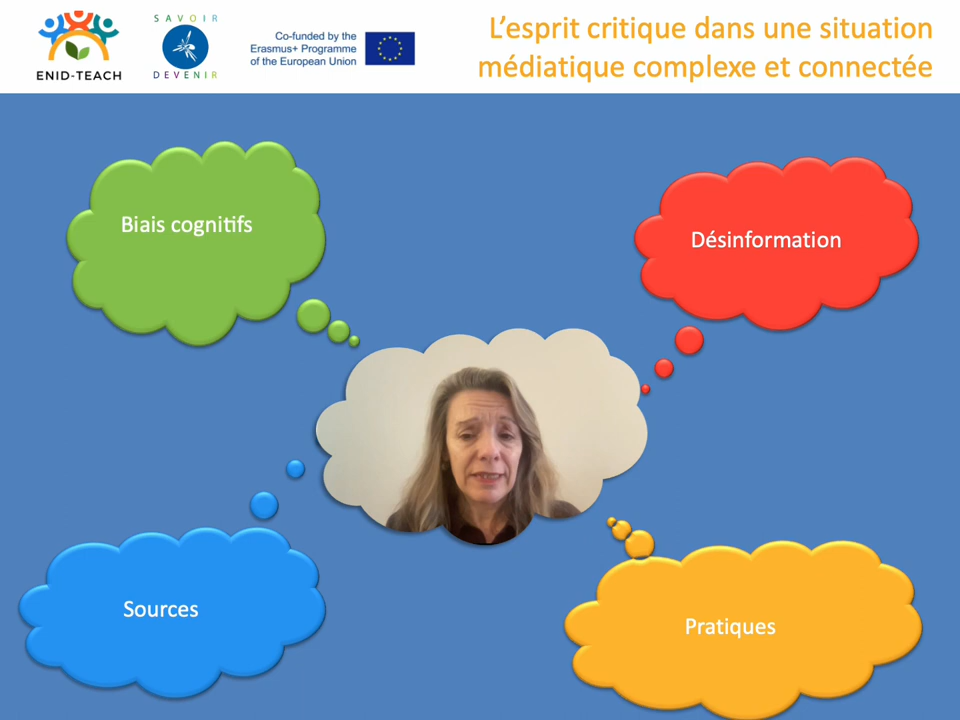 ENID-TEACH
SAVOIR
DEVENIR
Co-funded by the
Erasmus+ Programme
of the European Union
L’esprit critique dans une situation
médiatique complexe et connectée
Biais cognitifs
Désinformation
Sources
Pratiques